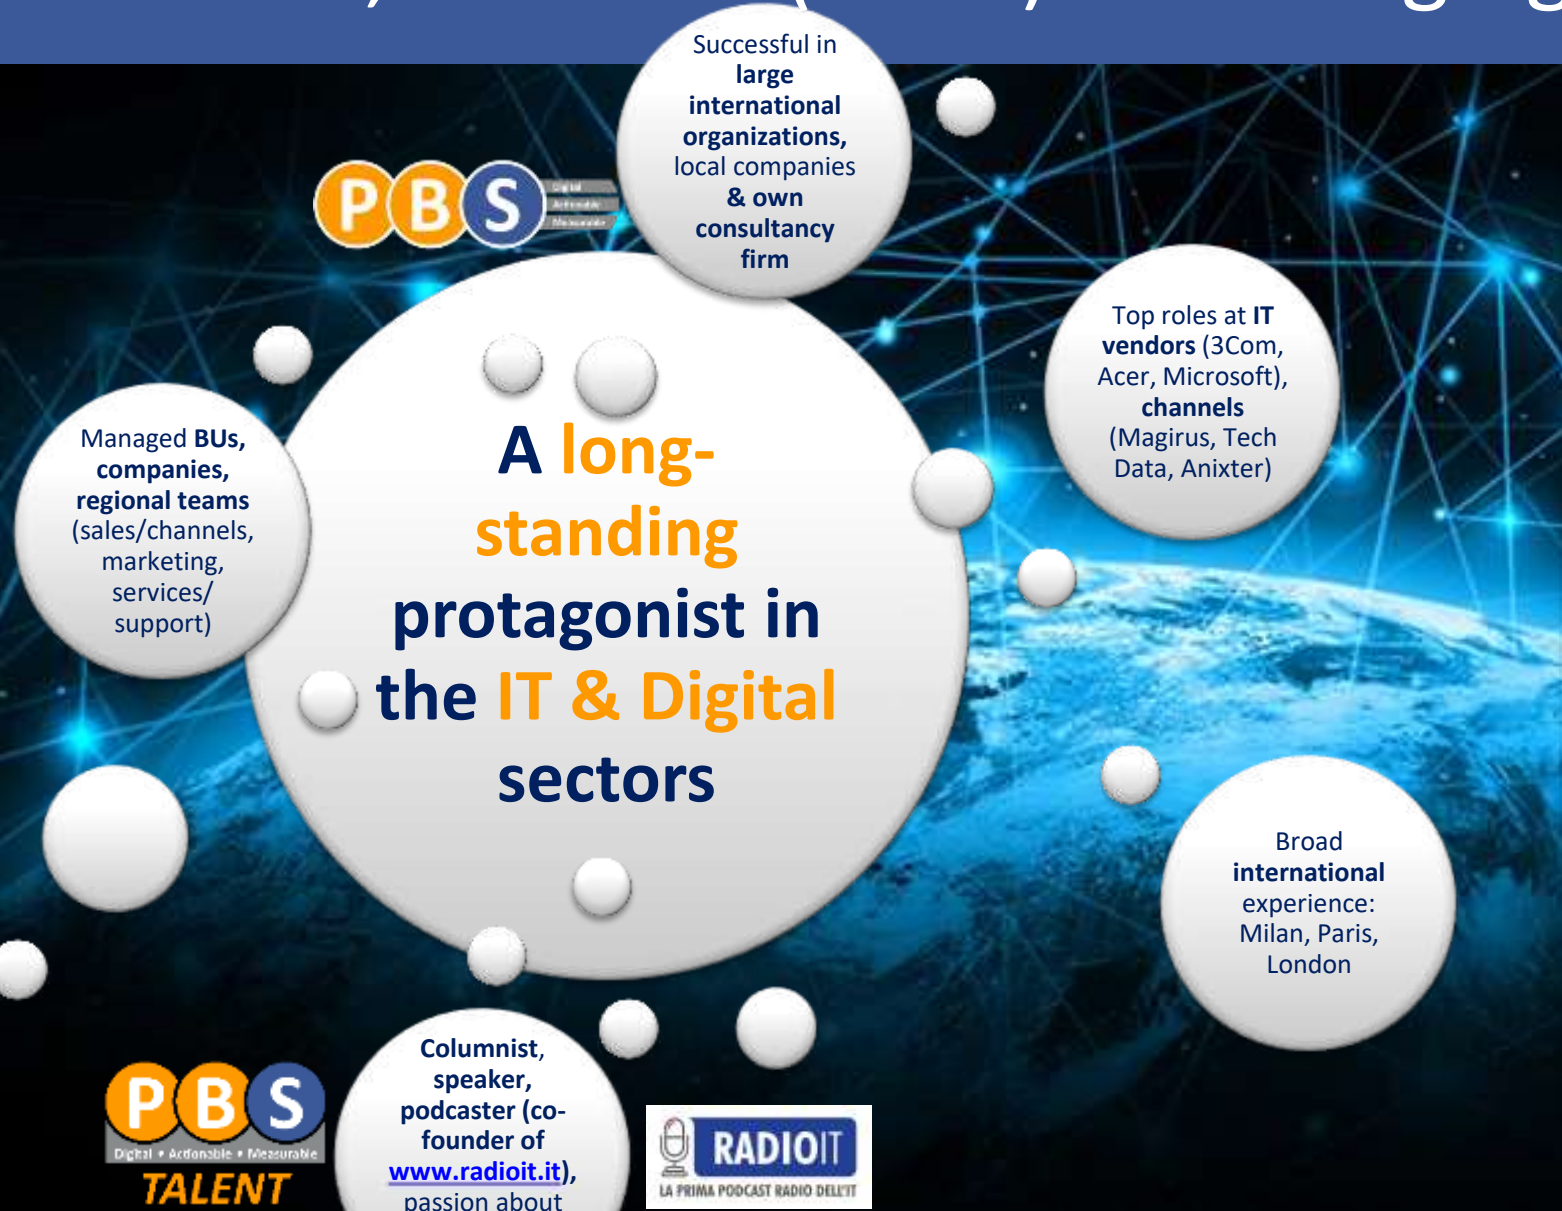 Successful in
large
international
organizations,
local companies
& own
consultancy
firm
PBS
Digital
Actionable
Measurable
Top roles at IT
vendors (3Com,
Acer, Microsoft),
channels
(Magirus, Tech
Data, Anixter)
Managed BUs,
companies,
regional teams
(sales/channels,
marketing,
services/
support)
A long-
standing
protagonist in
the IT & Digital
sectors
Broad
international
experience:
Milan, Paris,
London
Columnist,
speaker,
podcaster (co-
founder of
www.radioit.it),
passion about
PBS
Digital • Actionable • Measurable
TALENT
RADIOIT
LA PRIMA PODCAST RADIO DELL'IT